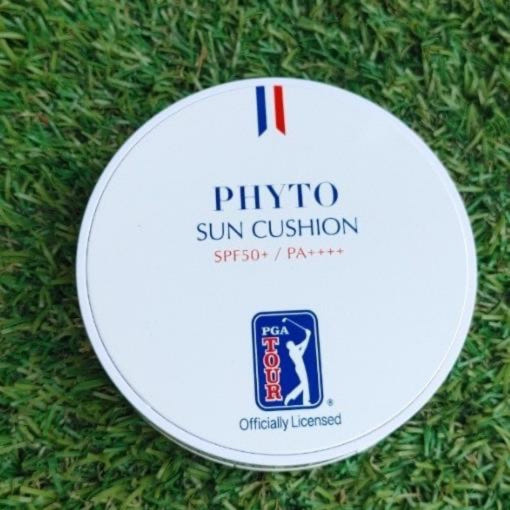 PHYTO
SUN CUSHION
SPF50+ / PA++++
PGA
TOUR
®
Officially Licensed